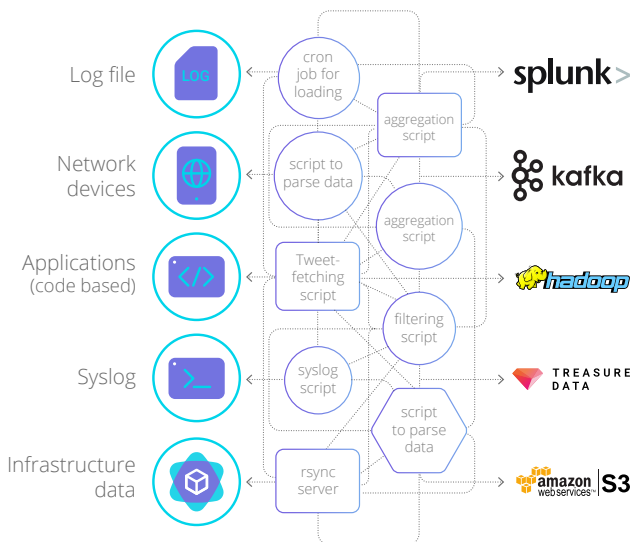 Log file
LOG
cron
job for
loading
aggregation
script
splunk>
Network
devices
script to
parse data
kafka
aggregation
script
Applications
(code based)
</>
Tweet-
fetching
script
hadoop
filtering
script
Syslog
>_
syslog
script
TREASURE
DATA
script
to parse
data
Infrastructure
data
rsync
server
amazon
webservices™
S3